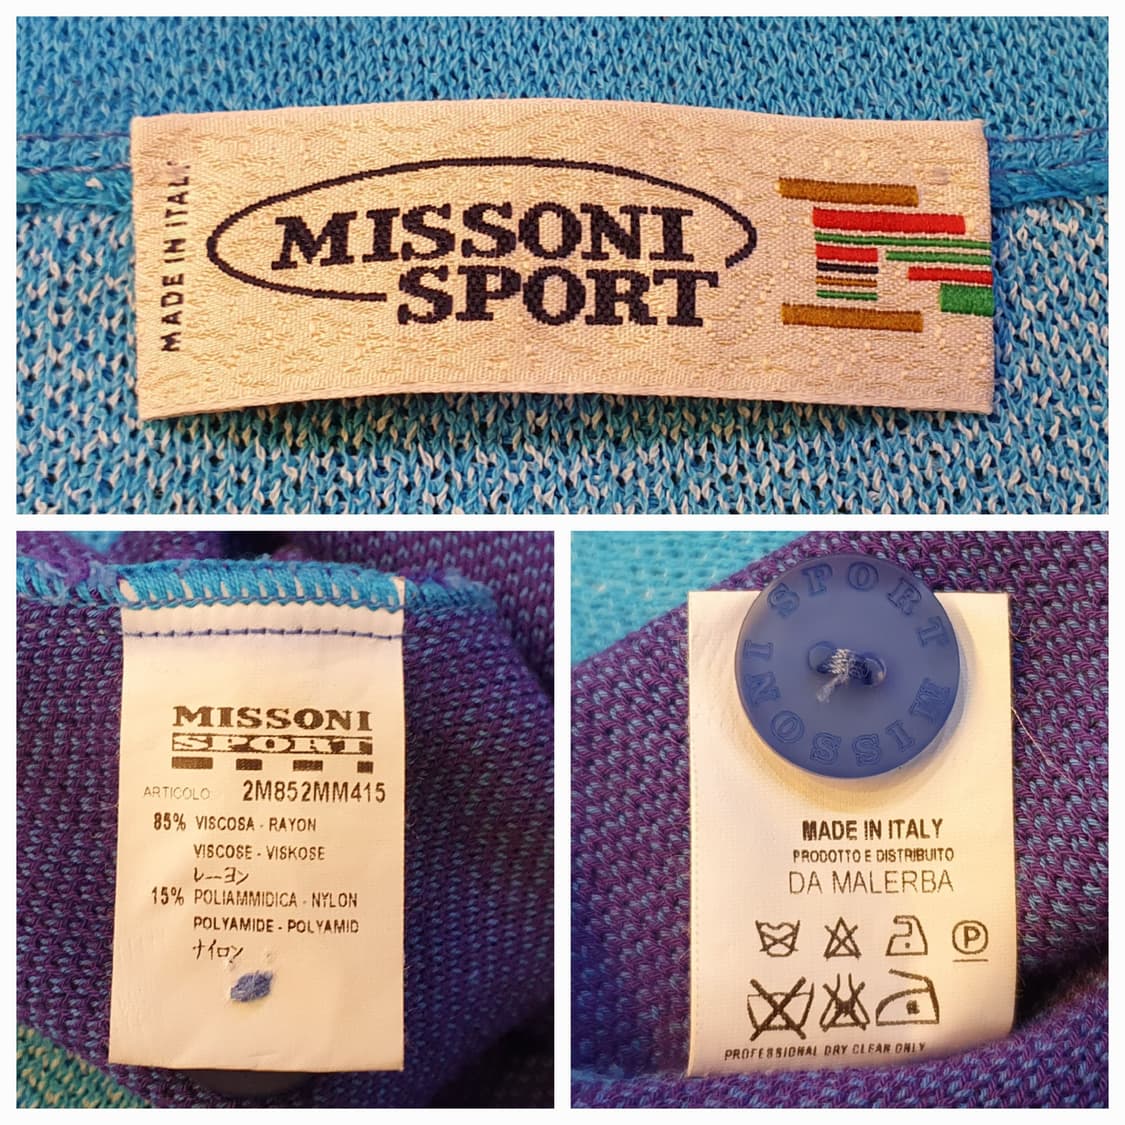 MADE IN ITALY
MISSONI
SPORT
MISSONI
SPORT
ARTICOLO 2M852MM415
85% VISCOSA - RAYON
VISCOSE - VISKOSE
レーヨン
15% POLIAMMIDICA - NYLON
POLYAMIDE - POLYAMID
ナイロン
MISSONI SPORT
MADE IN ITALY
PRODOTTO E DISTRIBUITO
DA MALERBA
P
PROFESSIONAL DRY CLEAN ONLY